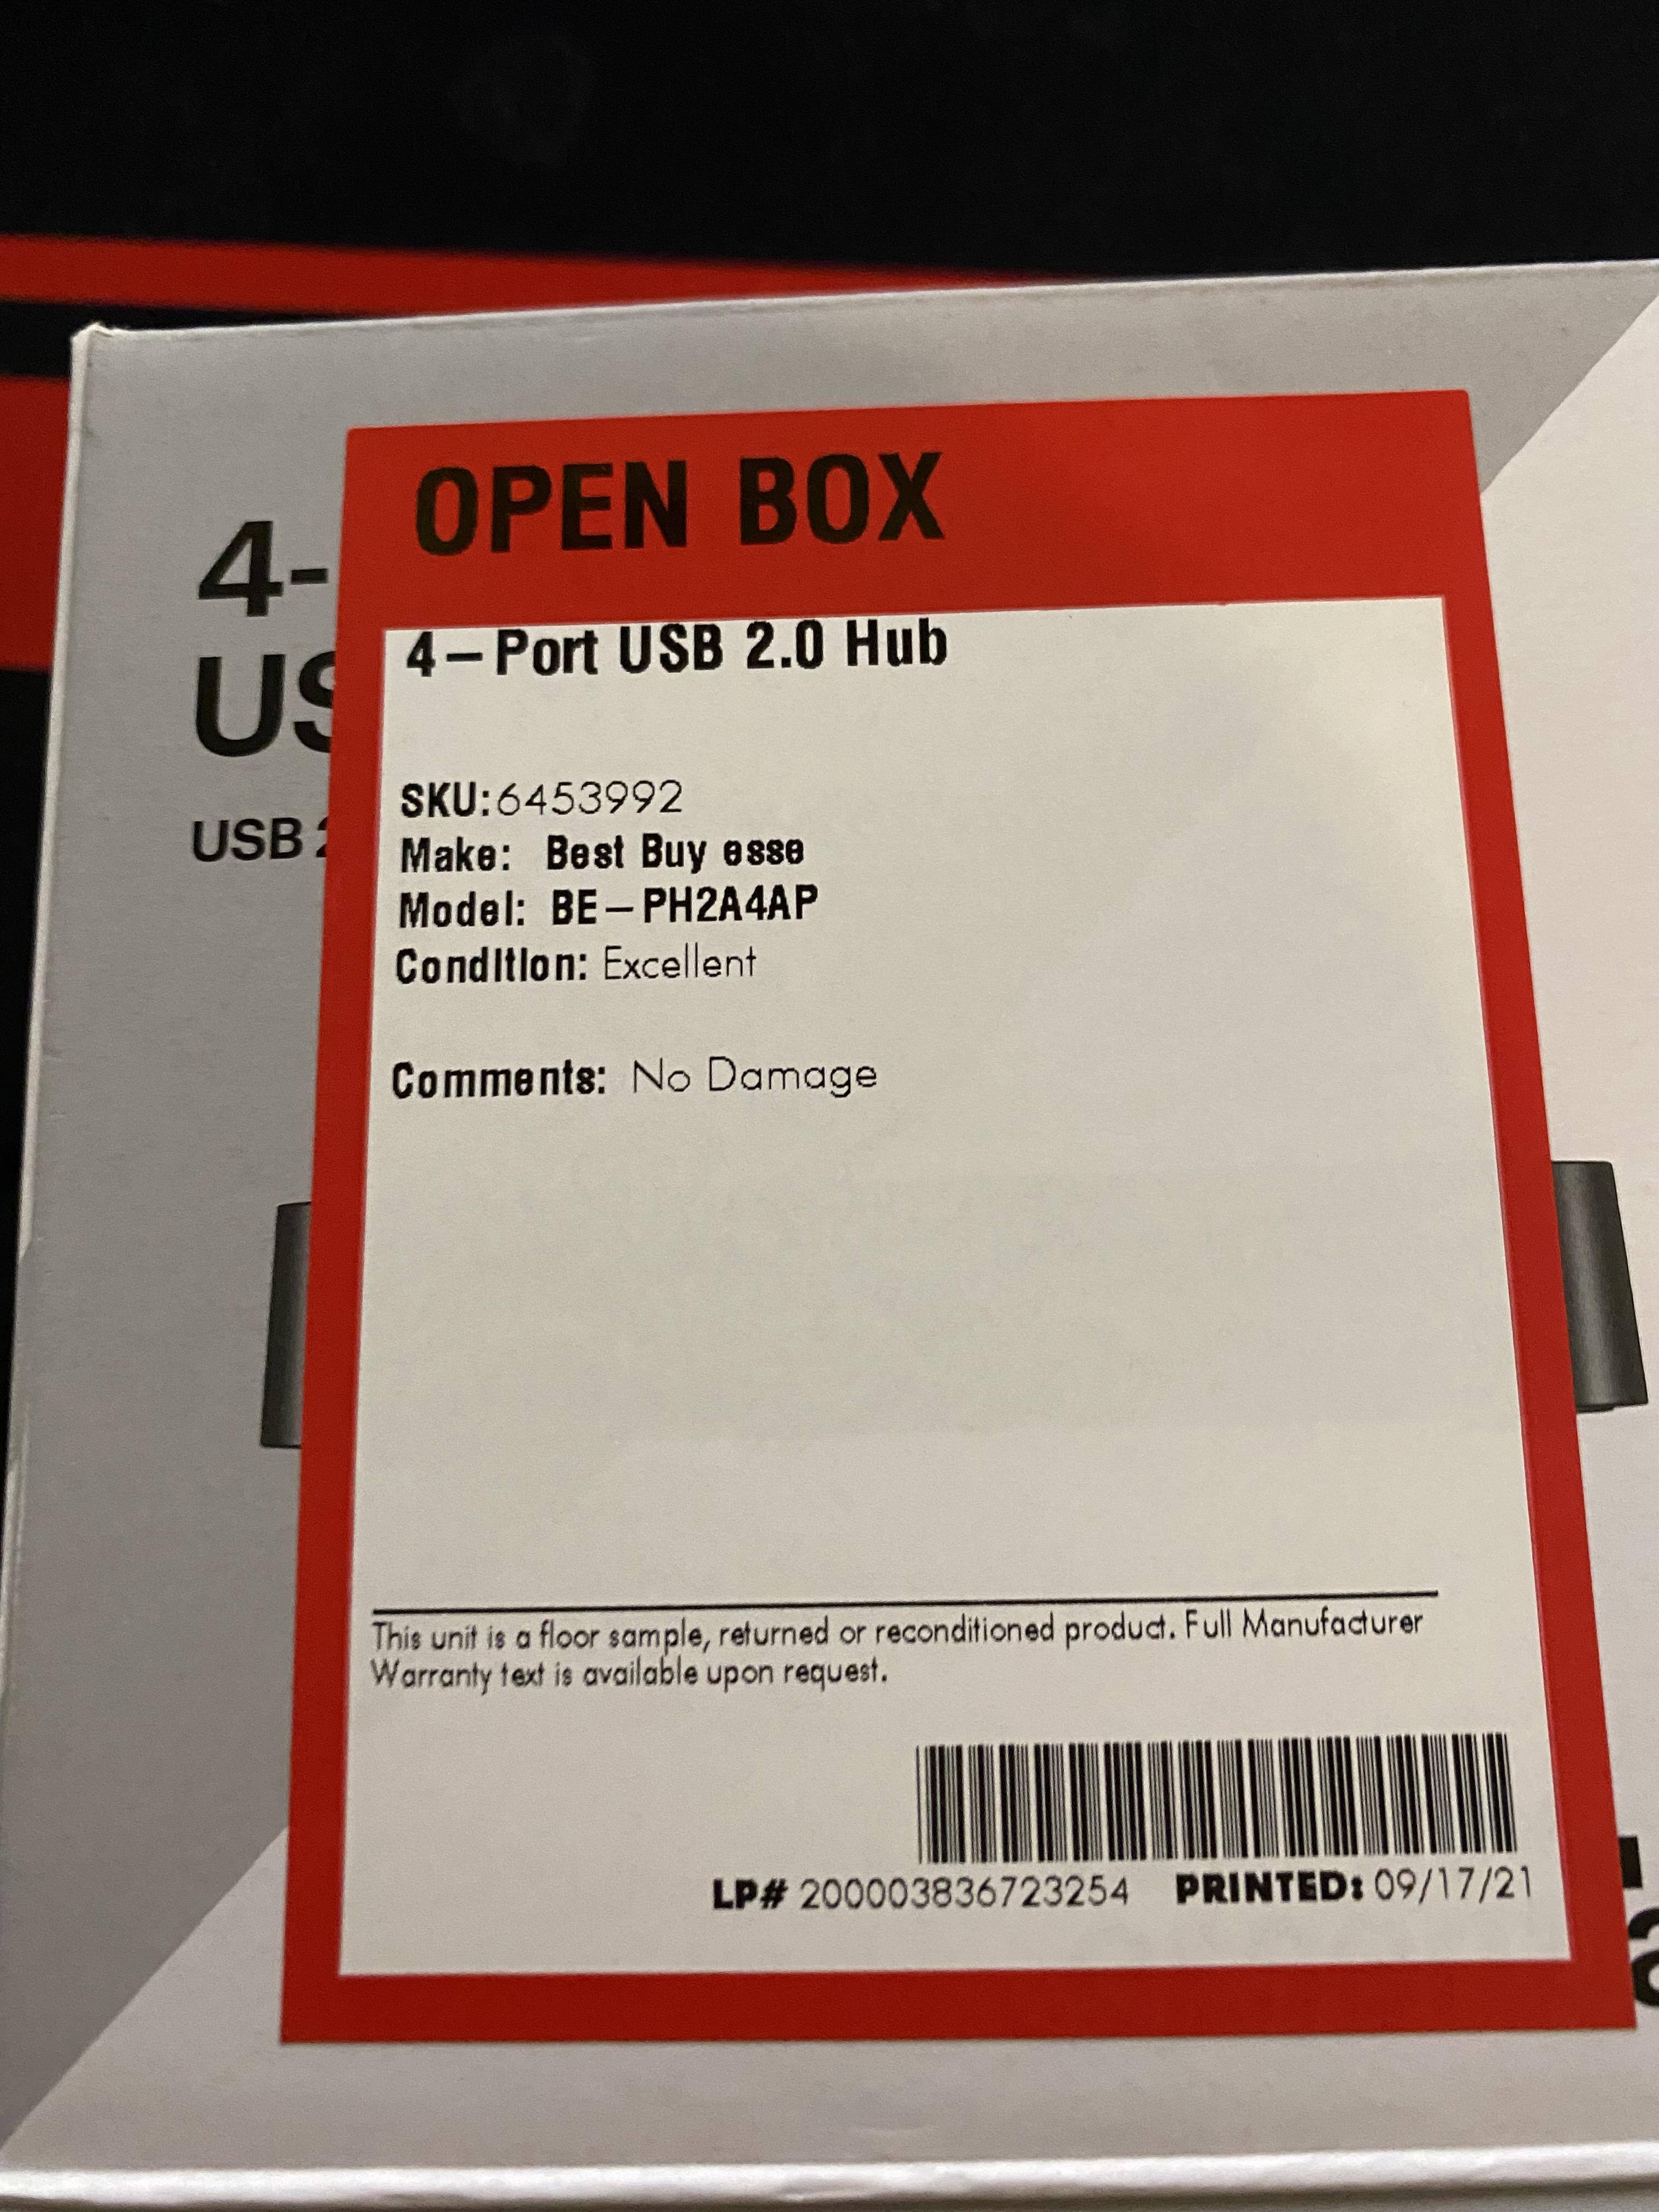 OPEN BOX
4-
US
USB 2
4-Port USB 2.0 Hub
SKU:6453992
Make: Best Buy esse
Model: BE-PH2A4AP
Condition: Excellent
Comments: No Damage
This unit is a floor sample, returned or reconditioned product. Full Manufacturer
Warranty text is available upon request.
LP# 200003836723254 PRINTED: 09/17/21